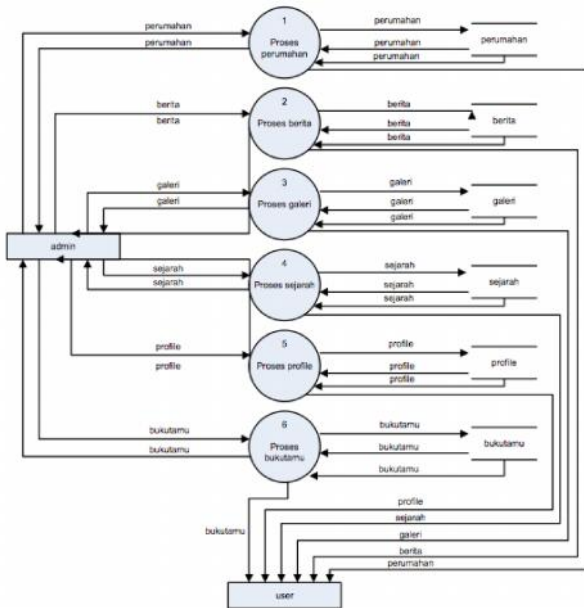 1
Proses
perumahan
perumahan
perumahan
perumahan
perumahan
perumahan
perumahan
2
Proses berita
berita
berita
berita
berita
berita
berita
3
Proses galeri
galeri
galeri
galeri
galeri
galeri
galeri
admin
4
Proses sejarah
sejarah
sejarah
sejarah
sejarah
sejarah
sejarah
5
Proses profile
profile
profile
profile
profile
profile
profile
6
Proses
bukutamu
bukutamu
bukutamu
bukutamu
bukutamu
bukutamu
bukutamu
profile
sejarah
bukutamu
galeri
berita
perumahan
user